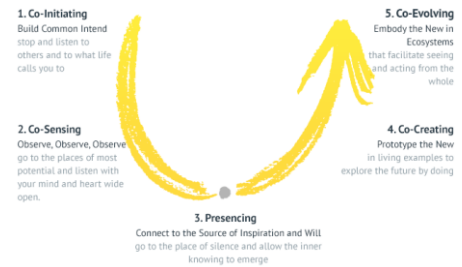 1. Co-Initiating
Build Common Intend
stop and listen to
others and to what life
calls you to
2. Co-Sensing
Observe, Observe, Observe
go to the places of most
potential and listen with
your mind and heart wide
open.
3. Presencing
Connect to the Source of Inspiration and Will
go to the place of silence and allow the inner
knowing to emerge
4. Co-Creating
Prototype the New
in living examples to
explore the future by doing
5. Co-Evolving
Embody the New in
Ecosystems
that facilitate seeing
and acting from the
whole